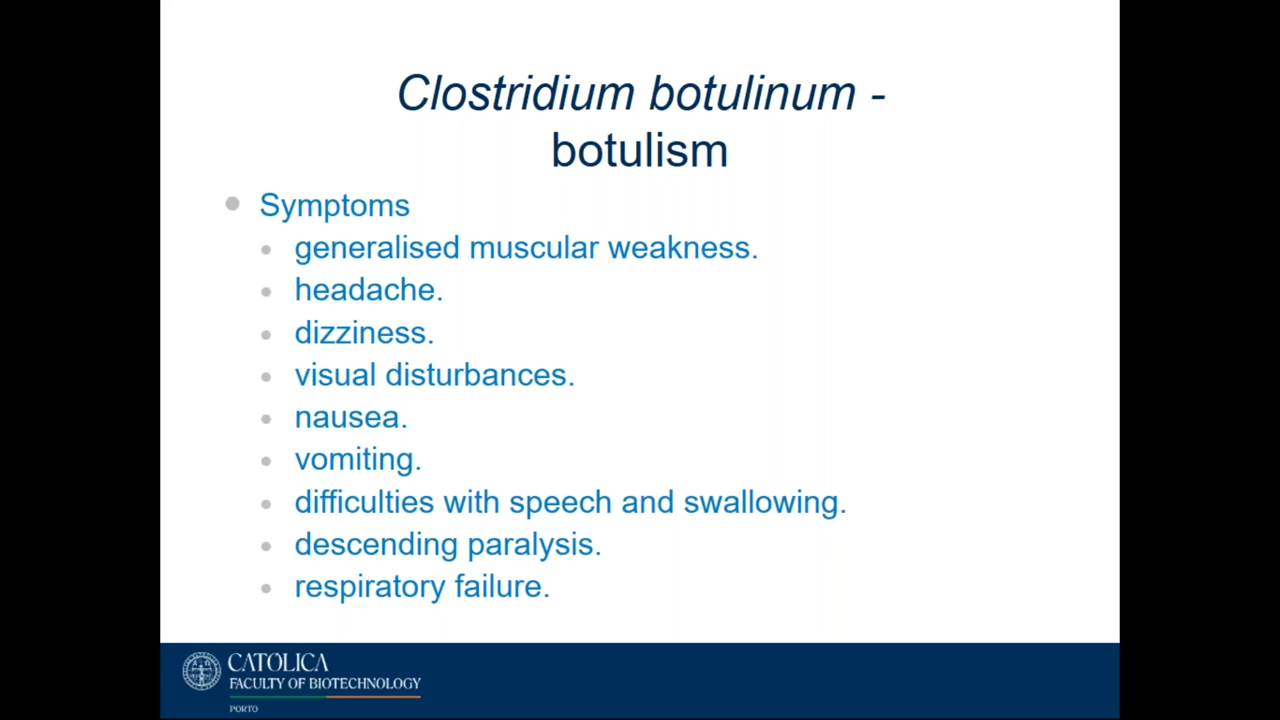 Clostridium botulinum -
botulism
Symptoms
generalised muscular weakness.
headache.
dizziness.
visual disturbances.
nausea.
vomiting.
difficulties with speech and swallowing.
descending paralysis.
respiratory failure.
CATOLICA
FACULTY OF BIOTECHNOLOGY
PORTO